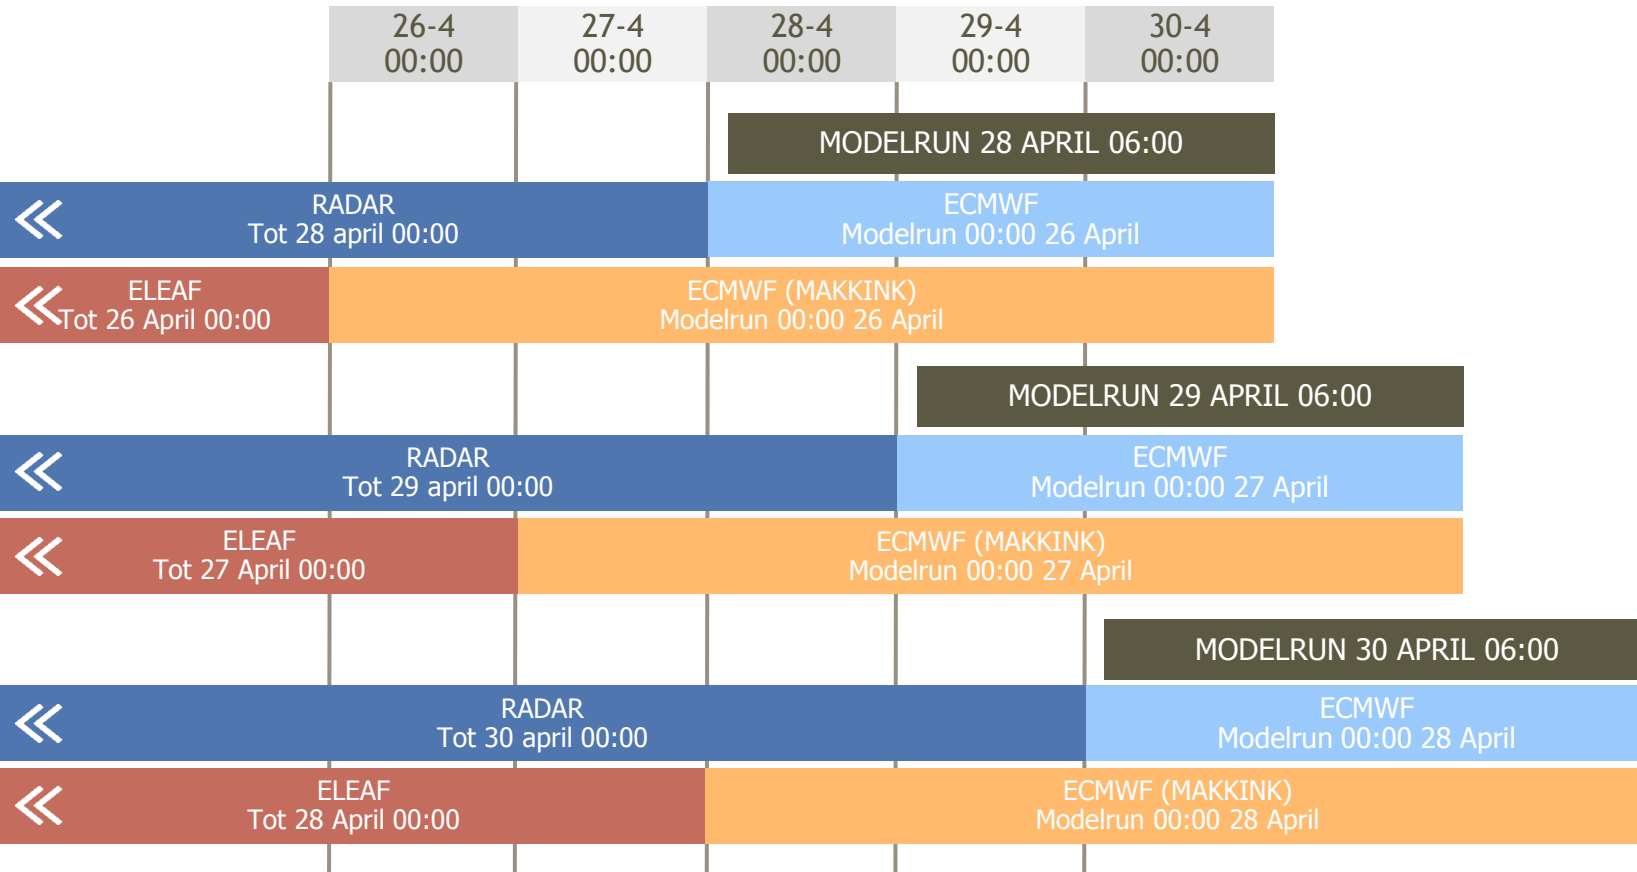 26-4 27-4 28-4 29-4 30-4
00:00 00:00 00:00 00:00 00:00
MODELRUN 28 APRIL 06:00
RADAR ECMWF
Tot 28 april 00:00 Modelrun 00:00 26 April
ELEAF ECMWF (MAKKINK)
Tot 26 April 00:00 Modelrun 00:00 26 April
MODELRUN 29 APRIL 06:00
RADAR ECMWF
Tot 29 april 00:00 Modelrun 00:00 27 April
ELEAF ECMWF (MAKKINK)
Tot 27 April 00:00 Modelrun 00:00 27 April
MODELRUN 30 APRIL 06:00
RADAR ECMWF
Tot 30 april 00:00 Modelrun 00:00 28 April
ELEAF ECMWF (MAKKINK)
Tot 28 April 00:00 Modelrun 00:00 28 April